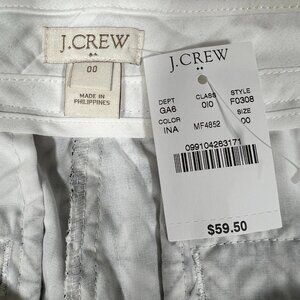 J.CREW
00
MADE IN
PHILIPPINES
J.CREW
DEPT CLASS STYLE
GA6 010 F0308
COLOR SIZE
INA MF4852 00
099104263171
$59.50